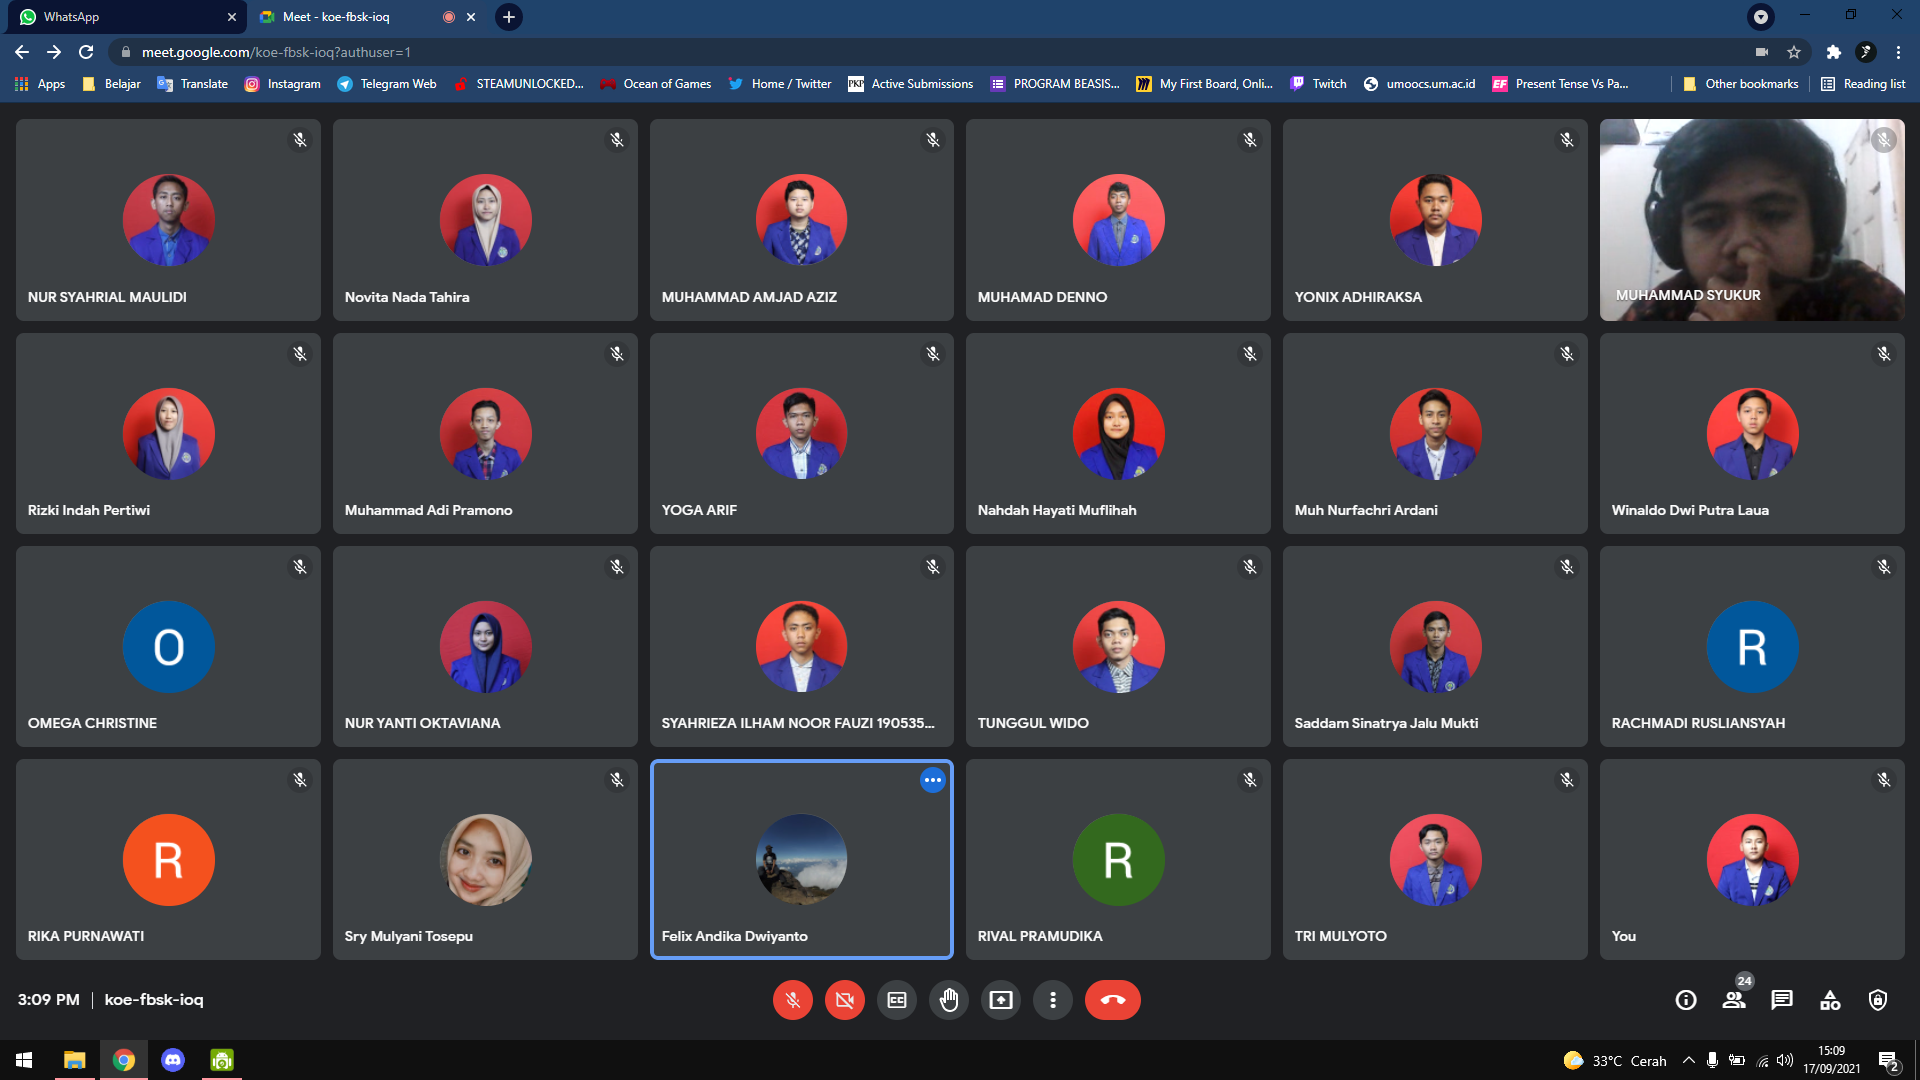 WhatsApp
Meet - koe-fbsk-ioq
meet.google.com/koe-fbsk-ioq?authuser=1
Apps
Belajar
Translate
Instagram
Telegram Web
STEAMUNLOCKED...
Ocean of Games
Home / Twitter
PKP Active Submissions
PROGRAM BEASIS...
My First Board, Onli...
Twitch
umoocs.um.ac.id
EF Present Tense Vs Pa...
Other bookmarks
Reading list
NUR SYAHRIAL MAULIDI
Novita Nada Tahira
MUHAMMAD AMJAD AZIZ
MUHAMAD DENNO
YONIX ADHIRAKSA
MUHAMMAD SYUKUR
Rizki Indah Pertiwi
Muhammad Adi Pramono
YOGA ARIF
Nahdah Hayati Muflihah
Muh Nurfachri Ardani
Winaldo Dwi Putra Laua
O
R
OMEGA CHRISTINE
NUR YANTI OKTAVIANA
SYAHRIEZA ILHAM NOOR FAUZI 190535...
TUNGGUL WIDO
Saddam Sinatrya Jalu Mukti
RACHMADI RUSLIANSYAH
R
R
RIKA PURNAWATI
Sry Mulyani Tosepu
Felix Andika Dwiyanto
RIVAL PRAMUDIKA
TRI MULYOTO
You
3:09 PM | koe-fbsk-ioq
CC
24
33°C Cerah
15:09
17/09/2021
2